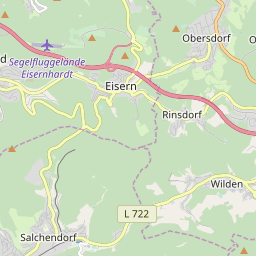 Obersdorf
d
Segelfluggelände
Eisernhardt
O
Eisern
Rinsdorf
Wilden
L 722
Salchendorf